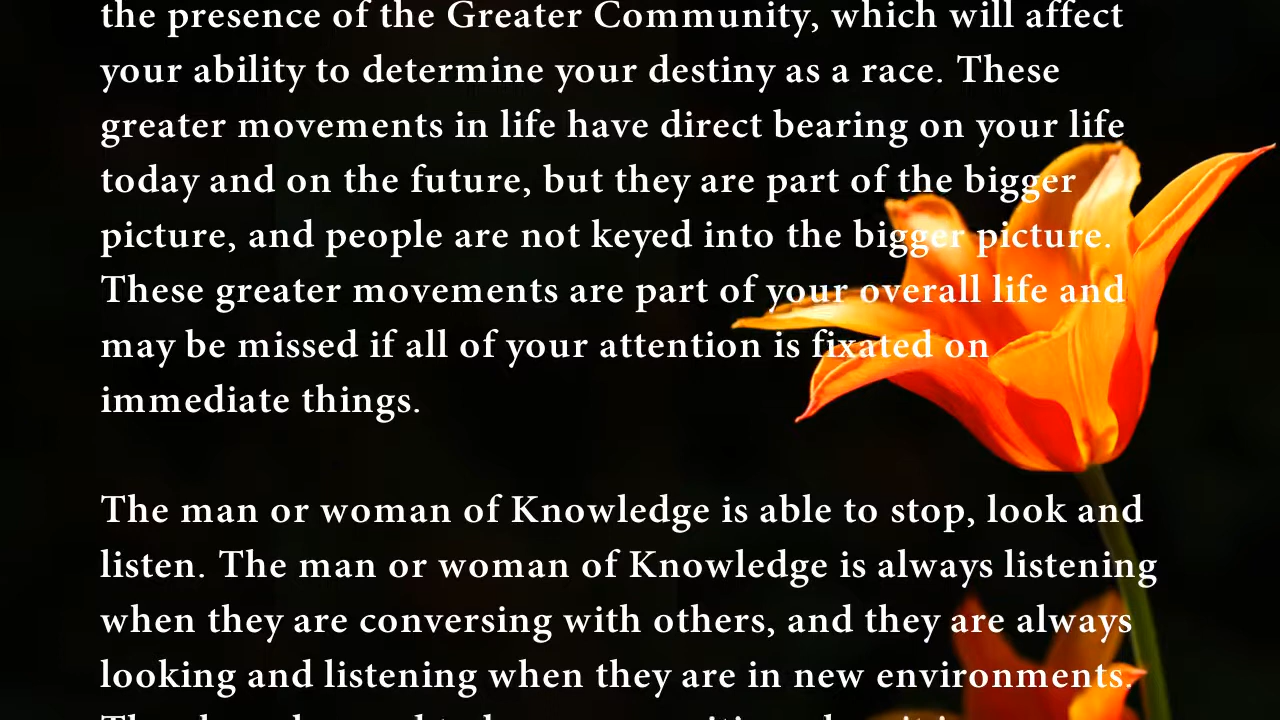 the presence of the Greater Community, which will affect
your ability to determine your destiny as a race. These
greater movements in life have direct bearing on your life
today and on the future, but they are part of the bigger
picture, and people are not keyed into the bigger picture.
These greater movements are part of your overall life and
may be missed if all of your attention is fixated on
immediate things.
The man or woman of Knowledge is able to stop, look and
listen. The man or woman of Knowledge is always listening
when they are conversing with others, and they are always
looking and listening when they are in new environments.